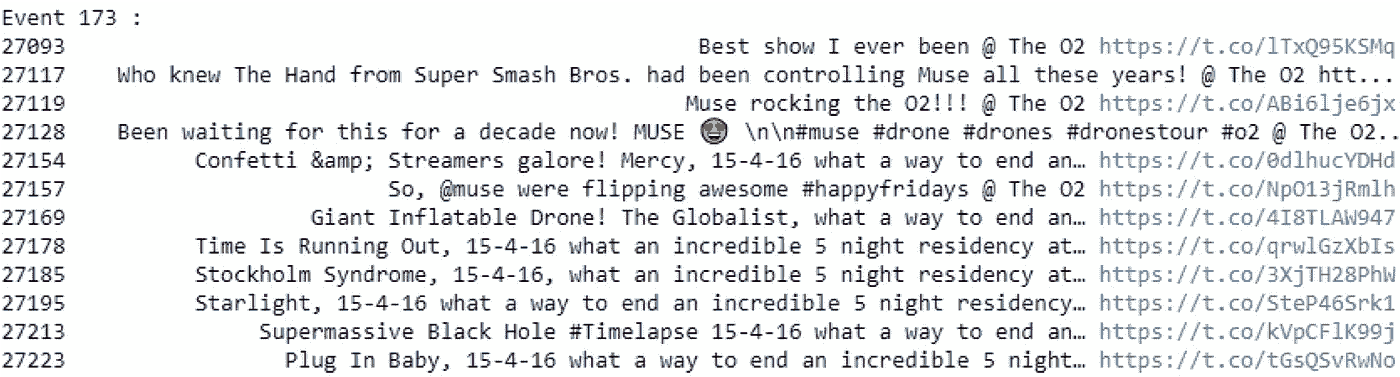 Event 173 :
27093 Best show I ever been @ The O2 https://t.co/lTxQ95KSMq
27117 Who knew The Hand from Super Smash Bros. had been controlling Muse all these years! @ The O2 htt...
27119 Muse rocking the O2!!! @ The O2 https://t.co/ABi6lje6jx
27128 Been waiting for this for a decade now! MUSE 😎 \n\n#muse #drone #drones #dronestour #o2 @ The O2..
27154 Confetti &amp; Streamers galore! Mercy, 15-4-16 what a way to end an… https://t.co/0dlhucYDHd
27157 So, @muse were flipping awesome #happyfridays @ The O2 https://t.co/NpO13jRmlh
27169 Giant Inflatable Drone! The Globalist, what a way to end an… https://t.co/4I8TLAW947
27178 Time Is Running Out, 15-4-16 what an incredible 5 night residency at… https://t.co/qrwlGzXbIs
27185 Stockholm Syndrome, 15-4-16, what an incredible 5 night residency at… https://t.co/3XjTH28PhW
27195 Starlight, 15-4-16 what a way to end an incredible 5 night residency… https://t.co/SteP46Srk1
27213 Supermassive Black Hole #Timelapse 15-4-16 what a way to end an… https://t.co/kVpCFlK99j
27223 Plug In Baby, 15-4-16 what a way to end an incredible 5 night… https://t.co/tGsQSvRwNo